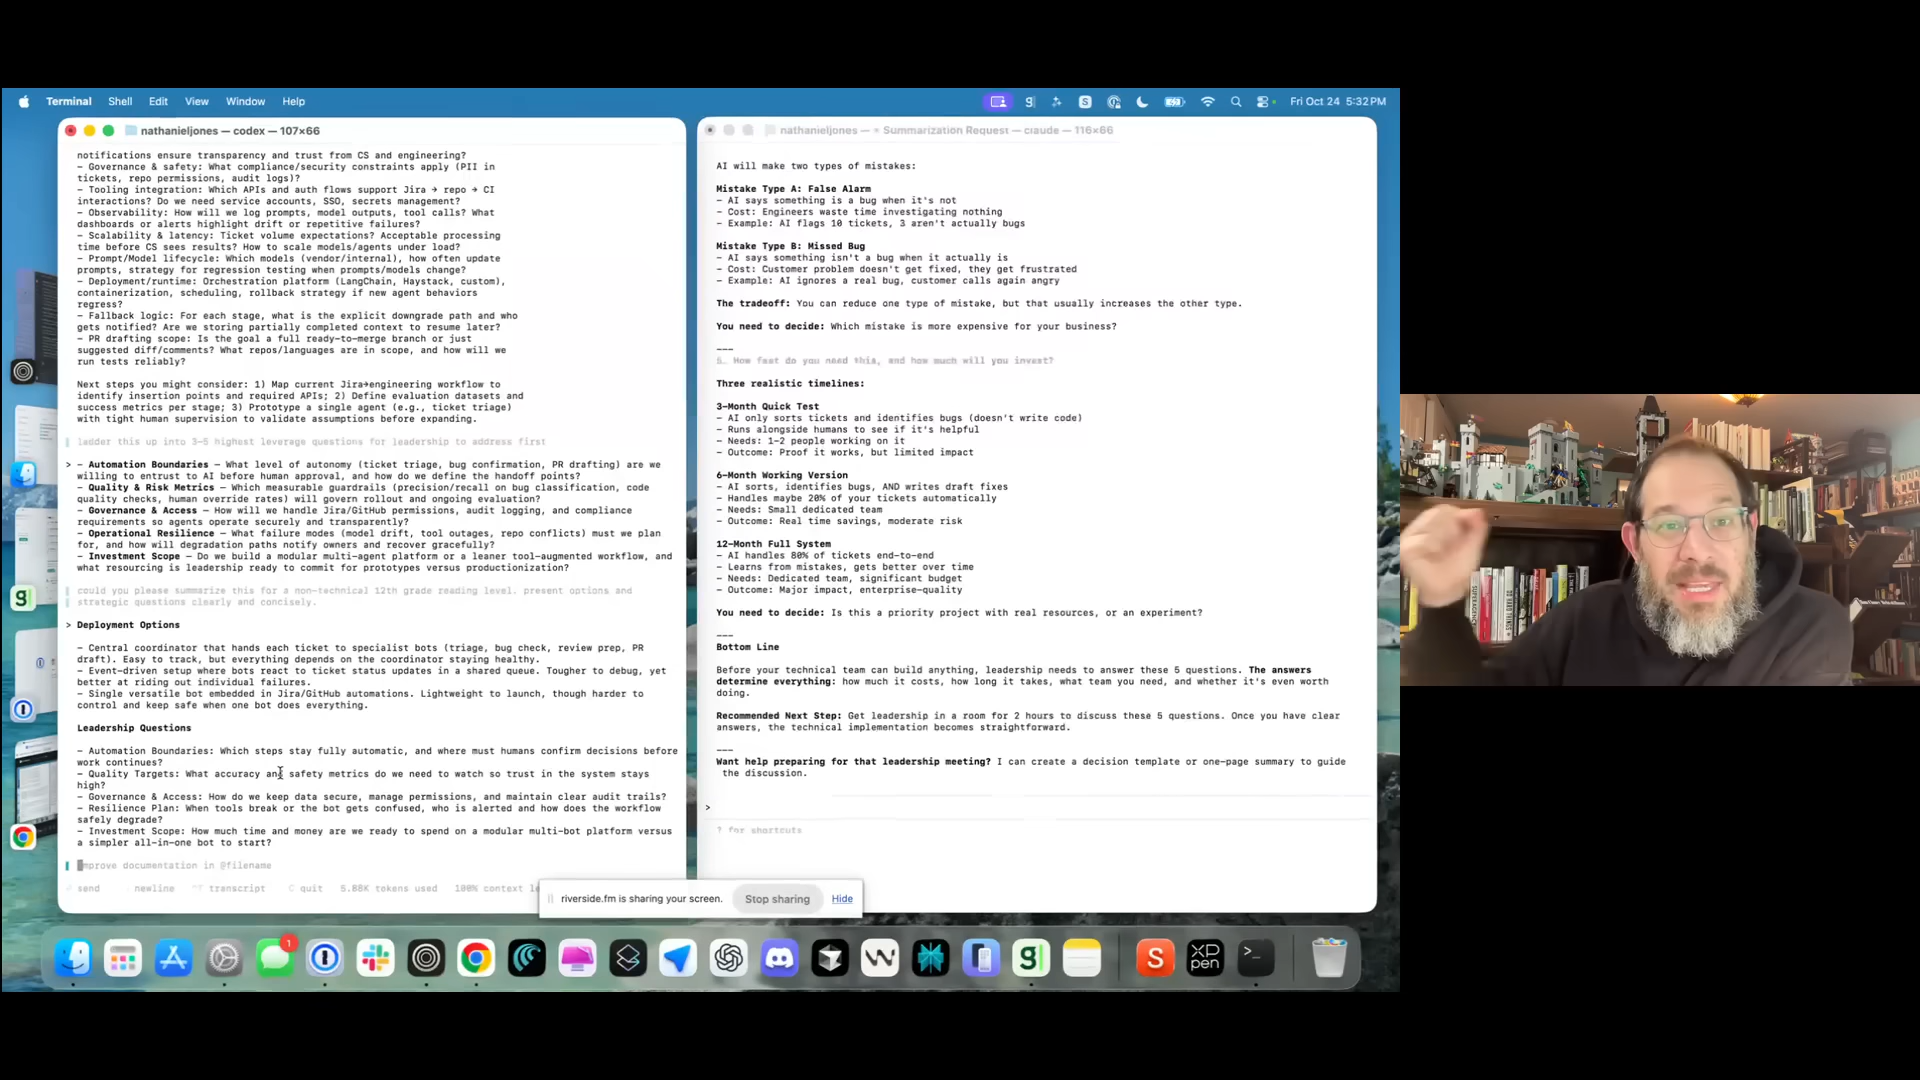 Terminal Shell Edit View Window Help
Fri Oct 24 5:32 PM
nathanieljones — codex — 107×66
notifications ensure transparency and trust from CS and engineering?
- Governance & safety: What compliance/security constraints apply (PII in
tickets, repo permissions, audit logs)?
- Tooling integration: Which APIs and auth flows support Jira → repo → CI
interactions? Do we need service accounts, SSO, secrets management?
- Observability: How will we log prompts, model outputs, tool calls? What
dashboards or alerts highlight drift or repetitive failures?
- Scalability & latency: Ticket volume expectations? Acceptable processing
time before CS sees results? How to scale models/agents under load?
- Prompt/Model lifecycle: Which models (vendor/internal), how often update
prompts, strategy for regression testing when prompts/models change?
- Deployment/runtime: Orchestration platform (LangChain, Haystack, custom),
containerization, scheduling, rollback strategy if new agent behaviors
regress?
- Fallback logic: For each stage, what is the explicit downgrade path and who
gets notified? Are we storing partially completed context to resume later?
- PR drafting scope: Is the goal a full ready-to-merge branch or just
suggested diff/comments? What repos/languages are in scope, and how will we
run tests reliably?
Next steps you might consider: 1) Map current Jira→engineering workflow to
identify insertion points and required APIs; 2) Define evaluation datasets and
success metrics per stage; 3) Prototype a single agent (e.g., ticket triage)
with tight human supervision to validate assumptions before expanding.
ladder this up into 3-5 highest leverage questions for leadership to address first
> - Automation Boundaries — What level of autonomy (ticket triage, bug confirmation, PR drafting) are we
willing to entrust to AI before human approval, and how do we define the handoff points?
- Quality & Risk Metrics — Which measurable guardrails (precision/recall on bug classification, code
quality checks, human override rates) will govern rollout and ongoing evaluation?
- Governance & Access — How will we handle Jira/GitHub permissions, audit logging, and compliance
requirements so agents operate securely and transparently?
- Operational Resilience — What failure modes (model drift, tool outages, repo conflicts) must we plan
for, and how will degradation paths notify owners and recover gracefully?
- Investment Scope — Do we build a modular multi-agent platform or a leaner tool-augmented workflow, and
what resourcing is leadership ready to commit for prototypes versus productionization?
could you please summarize this for a non-technical 12th grade reading level. present options and
strategic questions clearly and concisely.
> Deployment Options
- Central coordinator that hands each ticket to specialist bots (triage, bug check, review prep, PR
draft). Easy to track, but everything depends on the coordinator staying healthy.
- Event-driven setup where bots react to ticket status updates in a shared queue. Tougher to debug, yet
better at riding out individual failures.
- Single versatile bot embedded in Jira/GitHub automations. Lightweight to launch, though harder to
control and keep safe when one bot does everything.
Leadership Questions
- Automation Boundaries: Which steps stay fully automatic, and where must humans confirm decisions before
work continues?
- Quality Targets: What accuracy and safety metrics do we need to watch so trust in the system stays
high?
- Governance & Access: How do we keep data secure, manage permissions, and maintain clear audit trails?
- Resilience Plan: When tools break or the bot gets confused, who is alerted and how does the workflow
safely degrade?
- Investment Scope: How much time and money are we ready to spend on a modular multi-bot platform versus
a simpler all-in-one bot to start?
improve documentation in @filename
send newline transcript quit 5.88K tokens used 100% context
nathanieljones — Summarization Request — claude — 116×66
AI will make two types of mistakes:
Mistake Type A: False Alarm
- AI says something is a bug when it's not
- Cost: Engineers waste time investigating nothing
- Example: AI flags 10 tickets, 3 aren't actually bugs
Mistake Type B: Missed Bug
- AI says something isn't a bug when it actually is
- Cost: Customer problem doesn't get fixed, they get frustrated
- Example: AI ignores a real bug, customer calls again angry
The tradeoff: You can reduce one type of mistake, but that usually increases the other type.
You need to decide: Which mistake is more expensive for your business?
---
5. How fast do you need this, and how much will you invest?
Three realistic timelines:
3-Month Quick Test
- AI only sorts tickets and identifies bugs (doesn't write code)
- Runs alongside humans to see if it's helpful
- Needs: 1-2 people working on it
- Outcome: Proof it works, but limited impact
6-Month Working Version
- AI sorts, identifies bugs, AND writes draft fixes
- Handles maybe 20% of your tickets automatically
- Needs: Small dedicated team
- Outcome: Real time savings, moderate risk
12-Month Full System
- AI handles 80% of tickets end-to-end
- Learns from mistakes, gets better over time
- Needs: Dedicated team, significant budget
- Outcome: Major impact, enterprise-quality
You need to decide: Is this a priority project with real resources, or an experiment?
---
Bottom Line
Before your technical team can build anything, leadership needs to answer these 5 questions. The answers
determine everything: how much it costs, how long it takes, what team you need, and whether it's even worth
doing.
Recommended Next Step: Get leadership in a room for 2 hours to discuss these 5 questions. Once you have clear
answers, the technical implementation becomes straightforward.
---
Want help preparing for that leadership meeting? I can create a decision template or one-page summary to guide
the discussion.
>
? for shortcuts
riverside.fm is sharing your screen. Stop sharing Hide
1
S
XP
pen